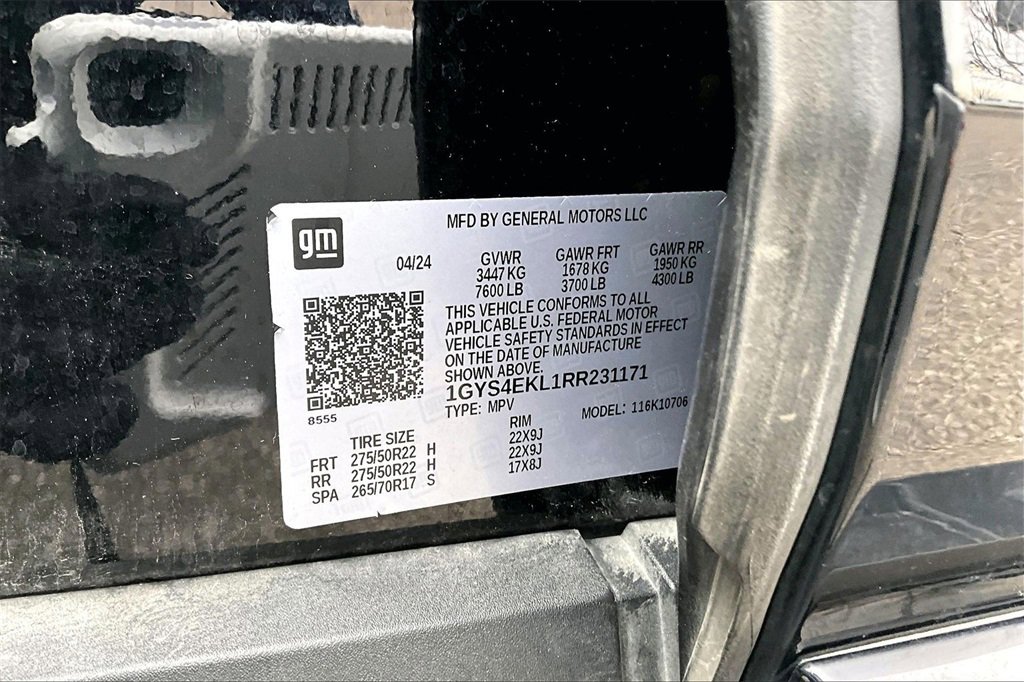 gm
MFD BY GENERAL MOTORS LLC
04/24
GVWR GAWR FRT GAWR RR
3447 KG 1678 KG 1950 KG
7600 LB 3700 LB 4300 LB
THIS VEHICLE CONFORMS TO ALL
APPLICABLE U.S. FEDERAL MOTOR
VEHICLE SAFETY STANDARDS IN EFFECT
ON THE DATE OF MANUFACTURE
SHOWN ABOVE.
1GYS4EKL1RR231171
8555
TYPE: MPV MODEL: 116K10706
TIRE SIZE RIM
FRT 275/50R22 H 22X9J
RR 275/50R22 H 22X9J
SPA 265/70R17 S 17X8J